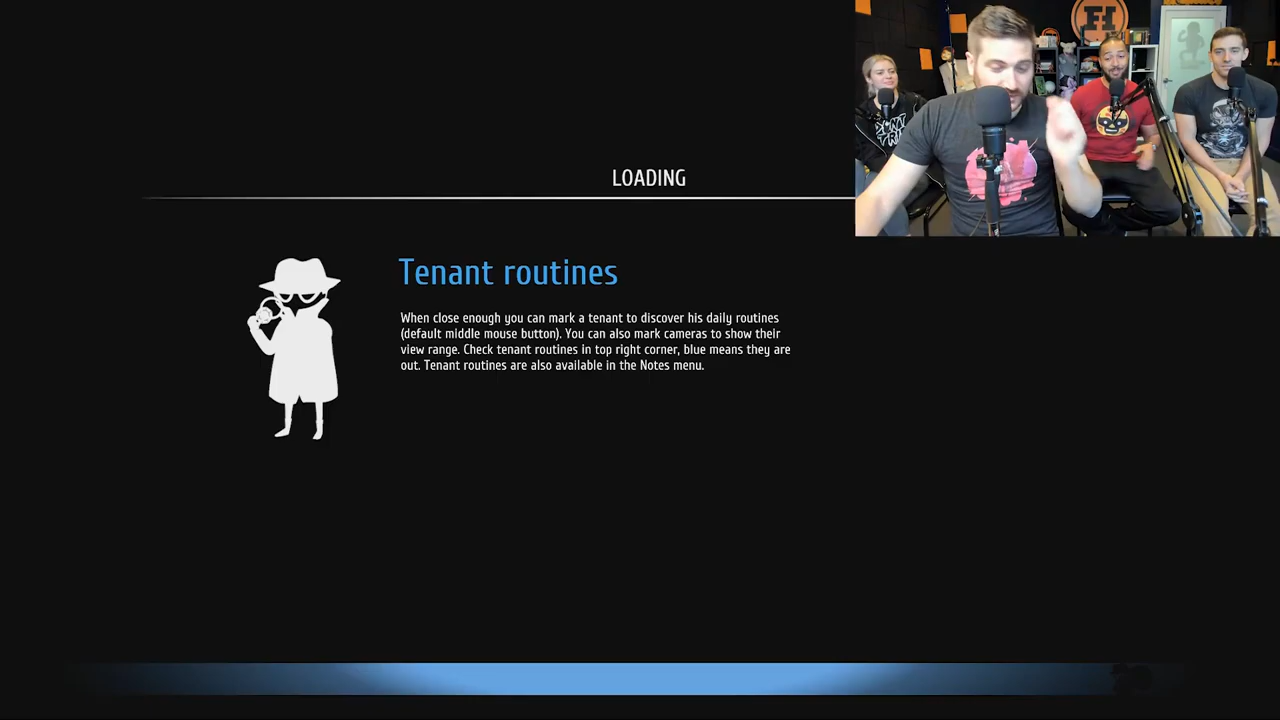 LOADING
Tenant routines
When close enough you can mark a tenant to discover his daily routines
(default middle mouse button). You can also mark cameras to show their
view range. Check tenant routines in top right corner, blue means they are
out. Tenant routines are also available in the Notes menu.